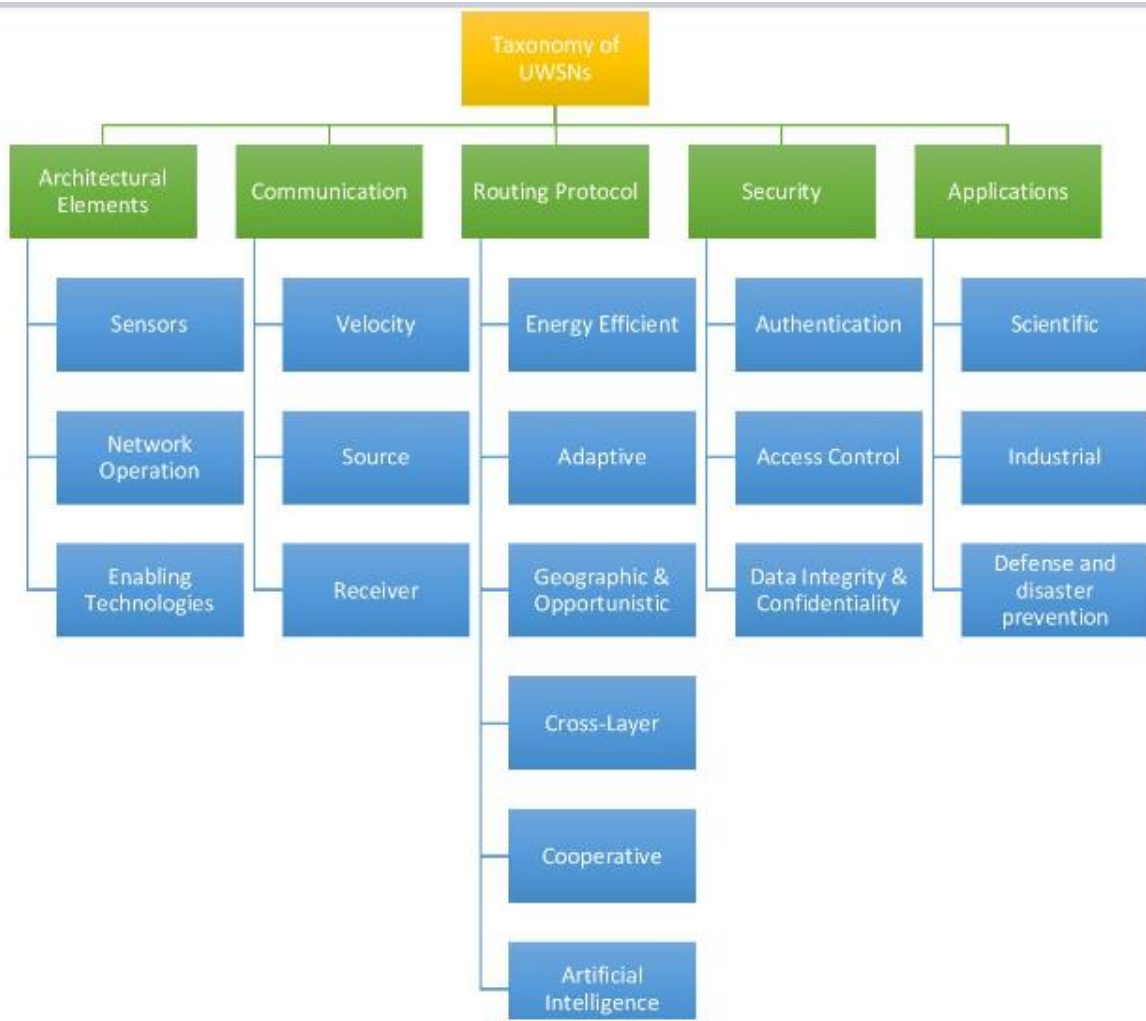 Taxonomy of
UWSNs
Architectural
Elements
Communication
Routing Protocol
Security
Applications
Sensors
Velocity
Energy Efficient
Authentication
Scientific
Network
Operation
Source
Adaptive
Access Control
Industrial
Enabling
Technologies
Receiver
Geographic &
Opportunistic
Data Integrity &
Confidentiality
Defense and
disaster
prevention
Cross-Layer
Cooperative
Artificial
Intelligence